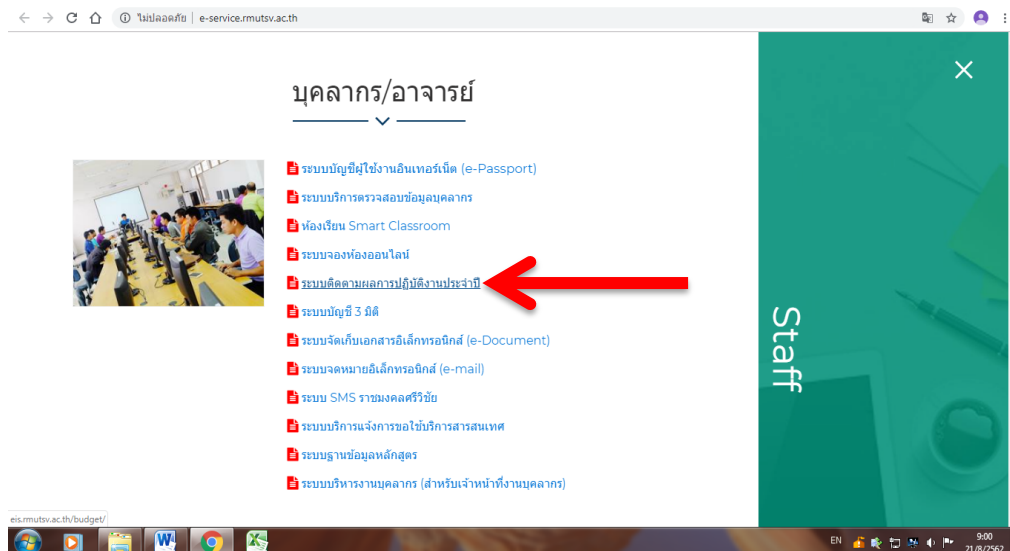 ไม่ปลอดภัย | e-service.rmutsv.ac.th
บุคลากร/อาจารย์
ระบบบัญชีผู้ใช้งานอินเทอร์เน็ต (e-Passport)
ระบบบริการตรวจสอบข้อมูลบุคลากร
ห้องเรียน Smart Classroom
ระบบจองห้องออนไลน์
ระบบติดตามผลการปฏิบัติงานประจำปี
ระบบบัญชี 3 มิติ
ระบบจัดเก็บเอกสารอิเล็กทรอนิกส์ (e-Document)
ระบบจดหมายอิเล็กทรอนิกส์ (e-mail)
ระบบ SMS ราชมงคลศรีวิชัย
ระบบบริการแจ้งการขอใช้บริการสารสนเทศ
ระบบฐานข้อมูลหลักสูตร
ระบบบริหารงานบุคลากร (สำหรับเจ้าหน้าที่งานบุคลากร)
Staff
eis.rmutsv.ac.th/budget/
EN
9:00
21/8/2562